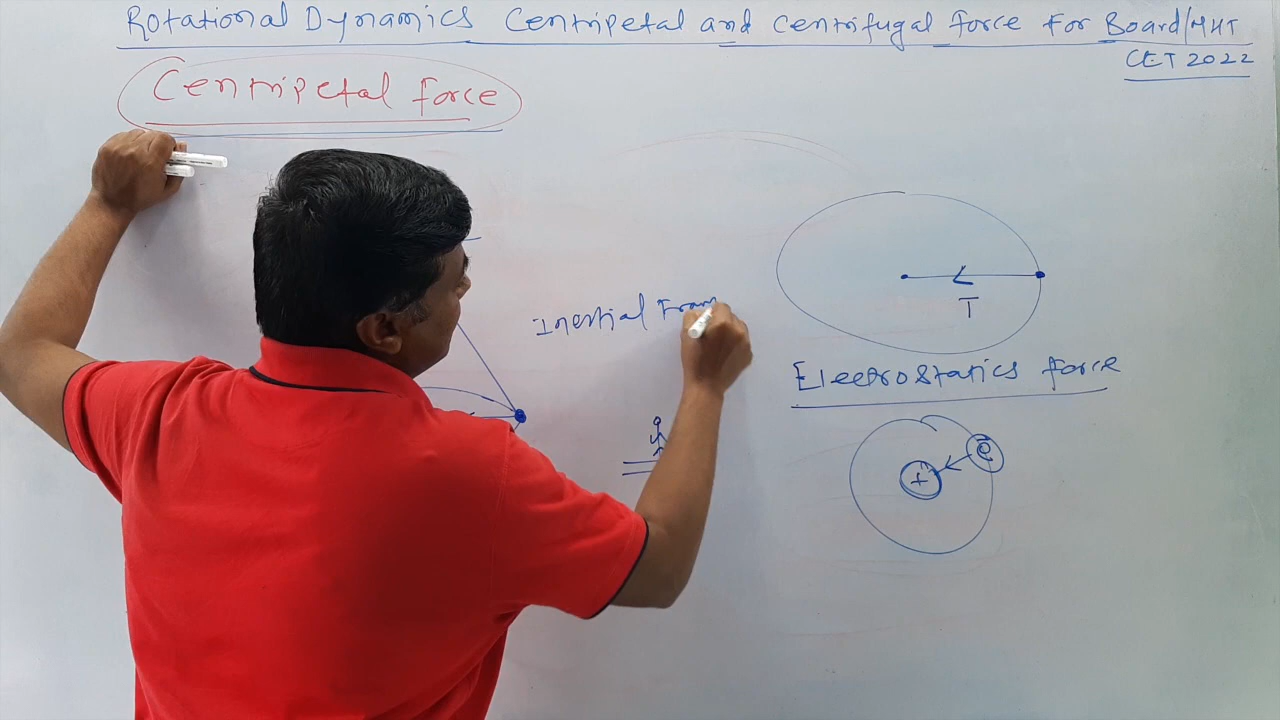 Rotational Dynamics Centripetal and Centrifugal force For Board/MHT
CET 2022
Centripetal force
Inertial Fram
T
Electrostatics force
+
e